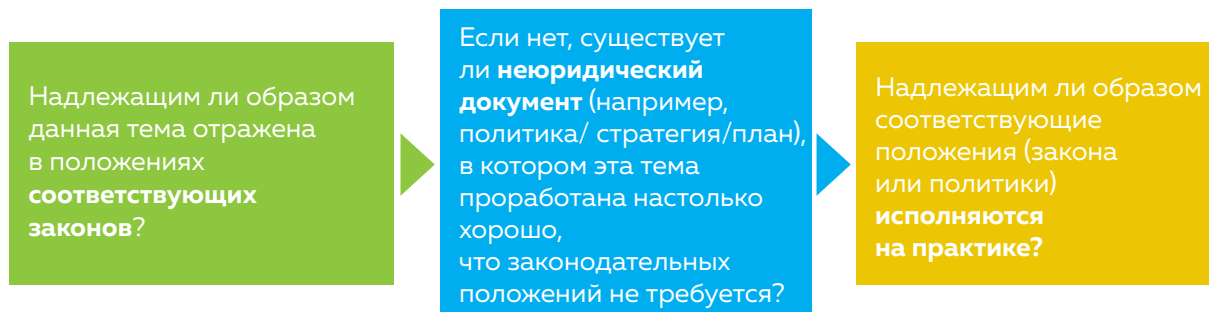 Надлежащим ли образом
данная тема отражена
в положениях
соответствующих
законов?
Если нет, существует
ли неюридический
документ (например,
политика/ стратегия/план),
в котором эта тема
проработана настолько
хорошо,
что законодательных
положений не требуется?
Надлежащим ли образом
соответствующие
положения (закона
или политики)
исполняются
на практике?